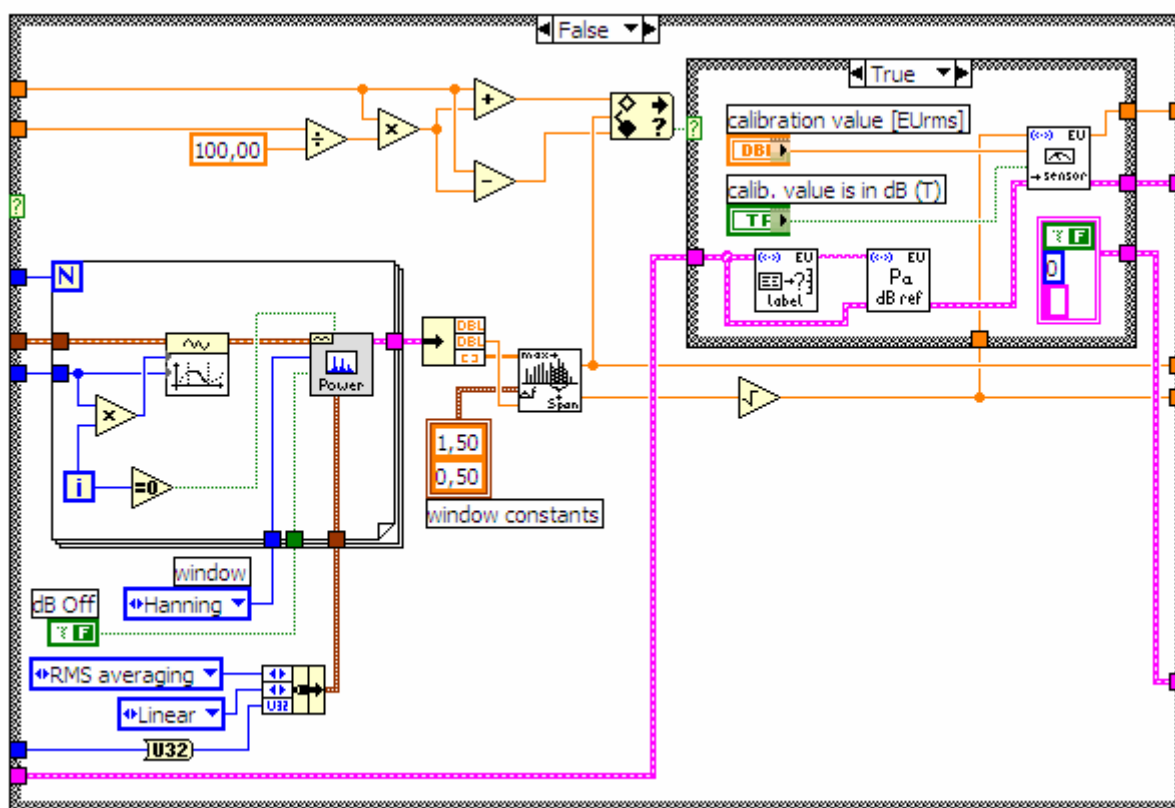 False
True
100,00
÷
×
+
−
?
?
?
calibration value [EUrms]
DBL
EU
→sensor
calib. value is in dB (T)
TF
F
0
EU
label
EU
Pa
dB ref
N
Power
DBL
DBL
[ ]
max→
Δf
Span
√
×
i
=0
1,50
0,50
window constants
window
Hanning
dB Off
F
RMS averaging
Linear
U32
U32